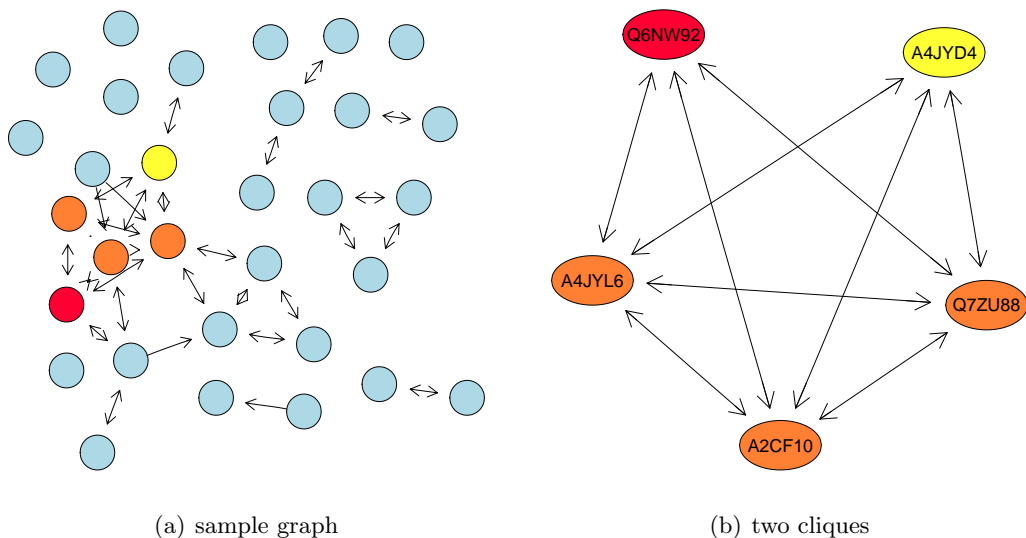 Q6NW92
A4JYD4
A4JYL6
Q7ZU88
A2CF10
(a) sample graph
(b) two cliques